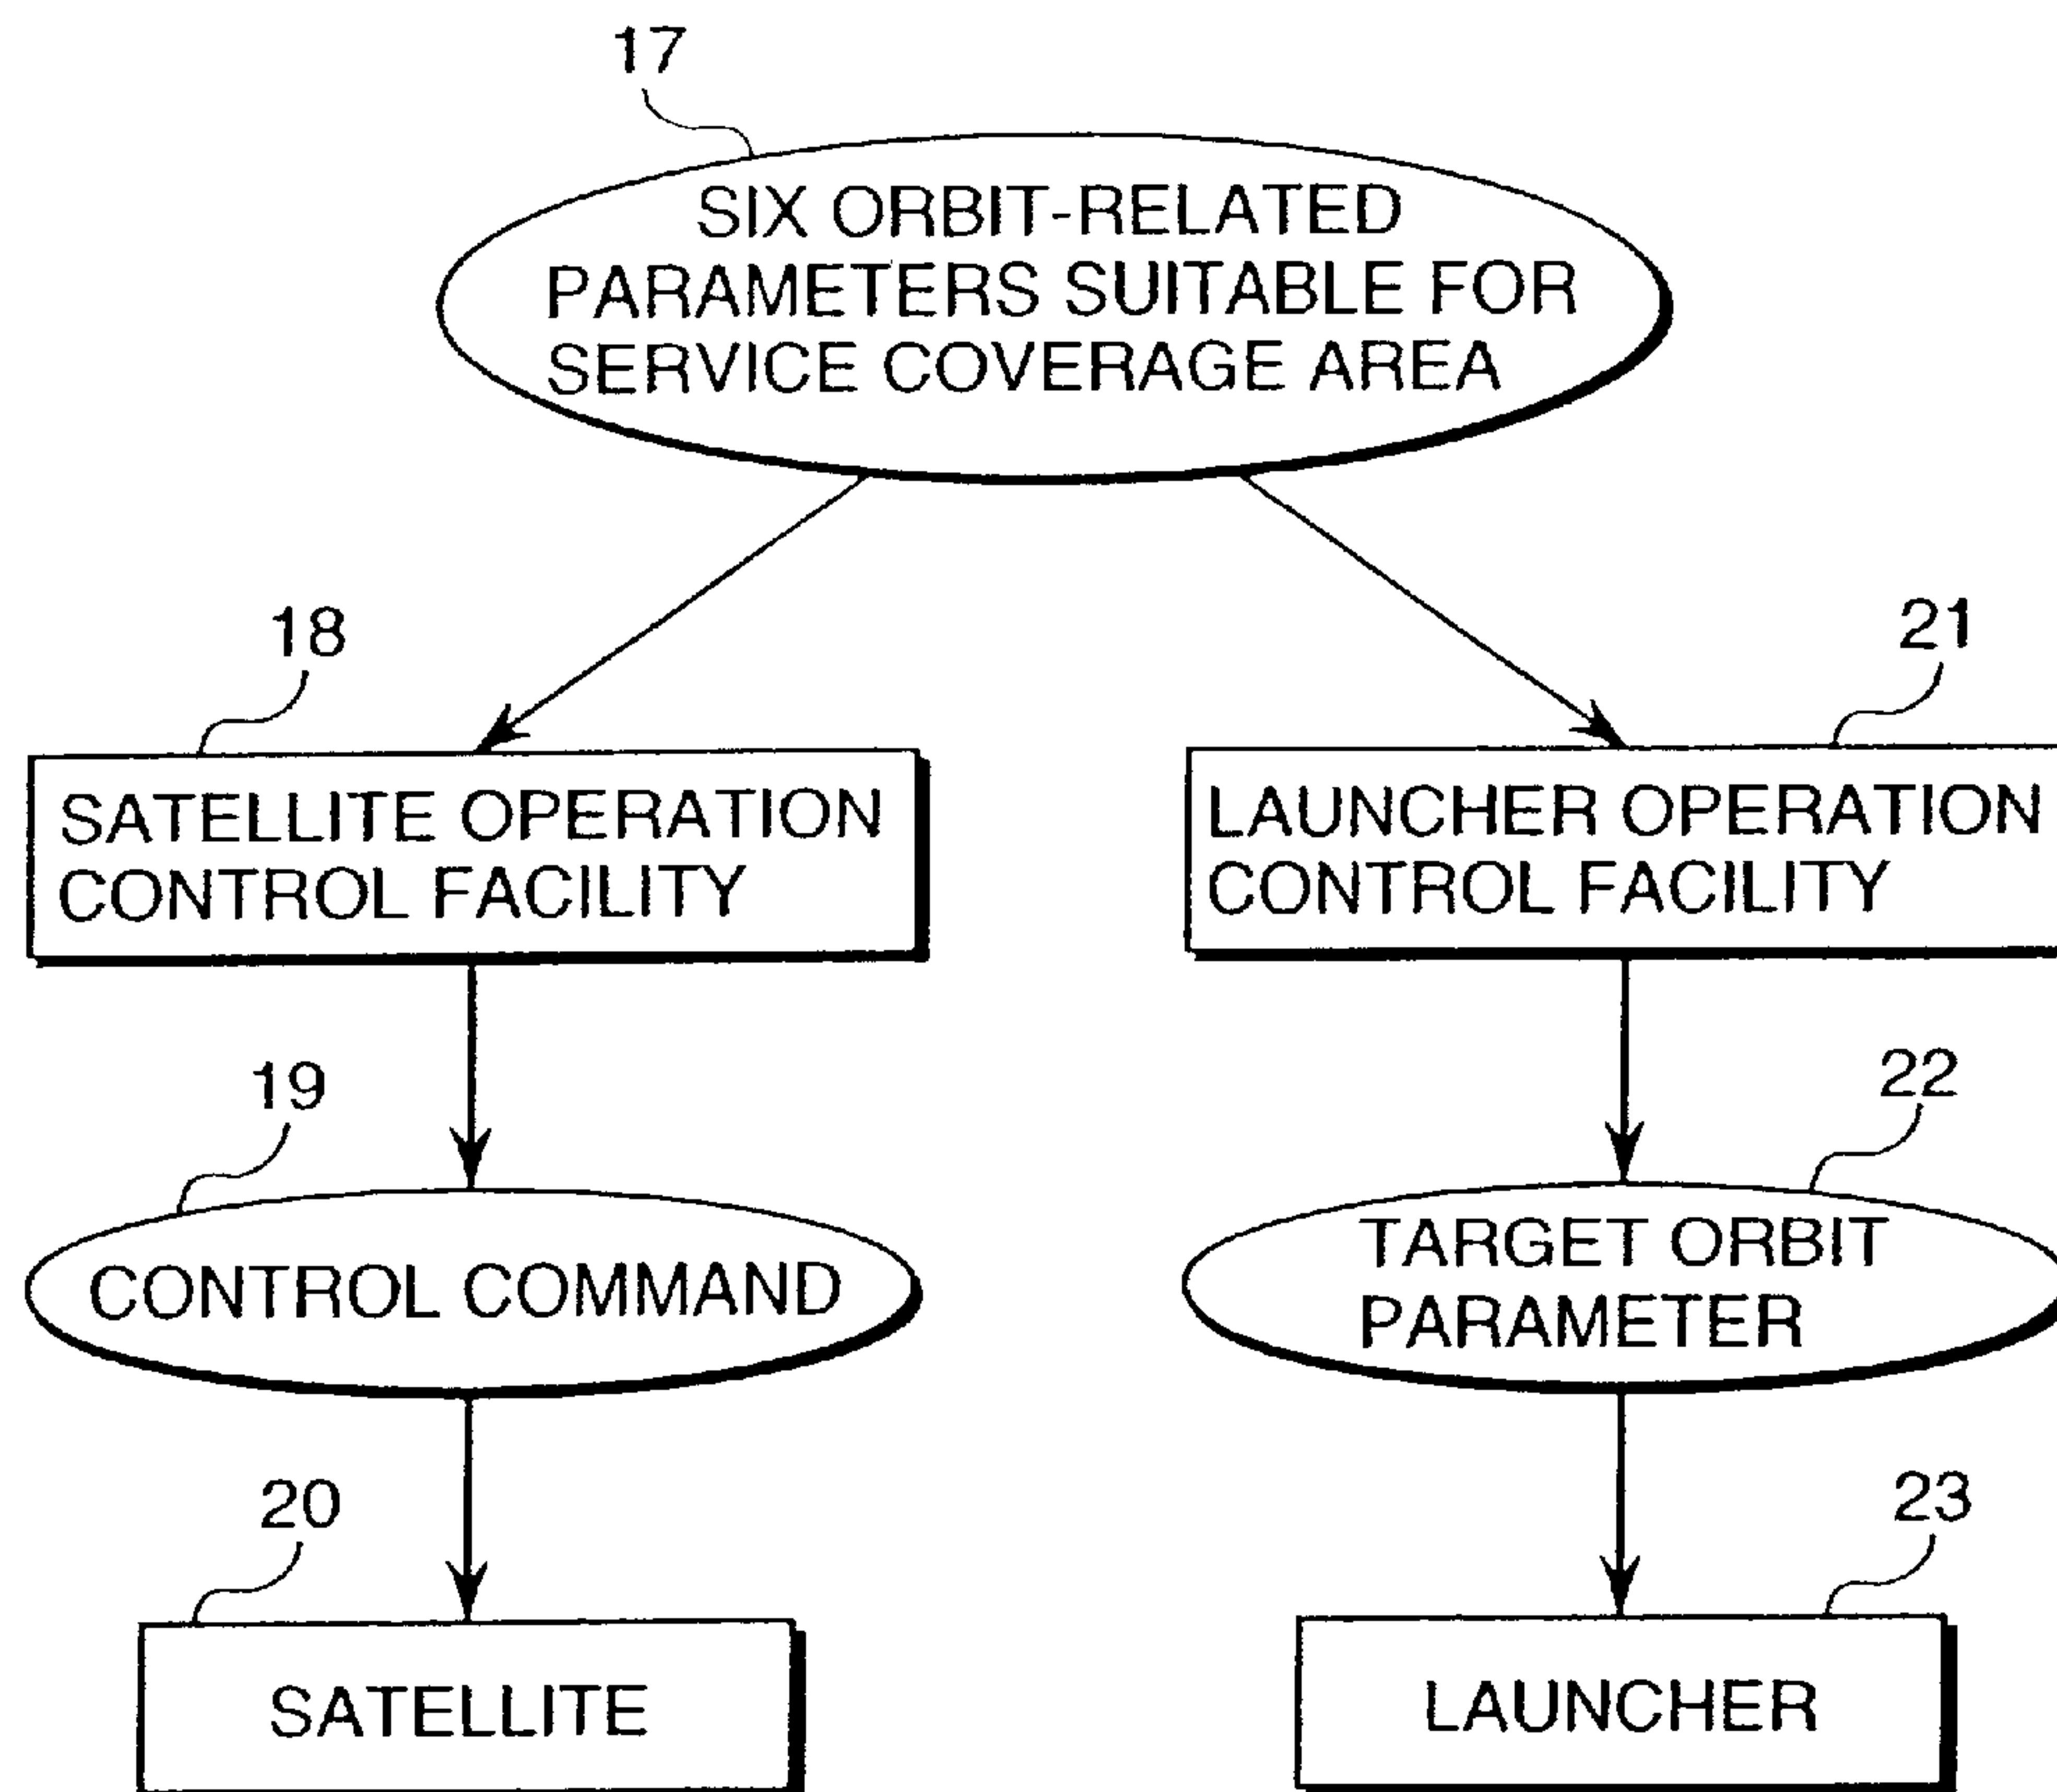 17
SIX ORBIT-RELATED
PARAMETERS SUITABLE FOR
SERVICE COVERAGE AREA
18
21
SATELLITE OPERATION
CONTROL FACILITY
LAUNCHER OPERATION
CONTROL FACILITY
19
22
CONTROL COMMAND
TARGET ORBIT
PARAMETER
20
23
SATELLITE
LAUNCHER